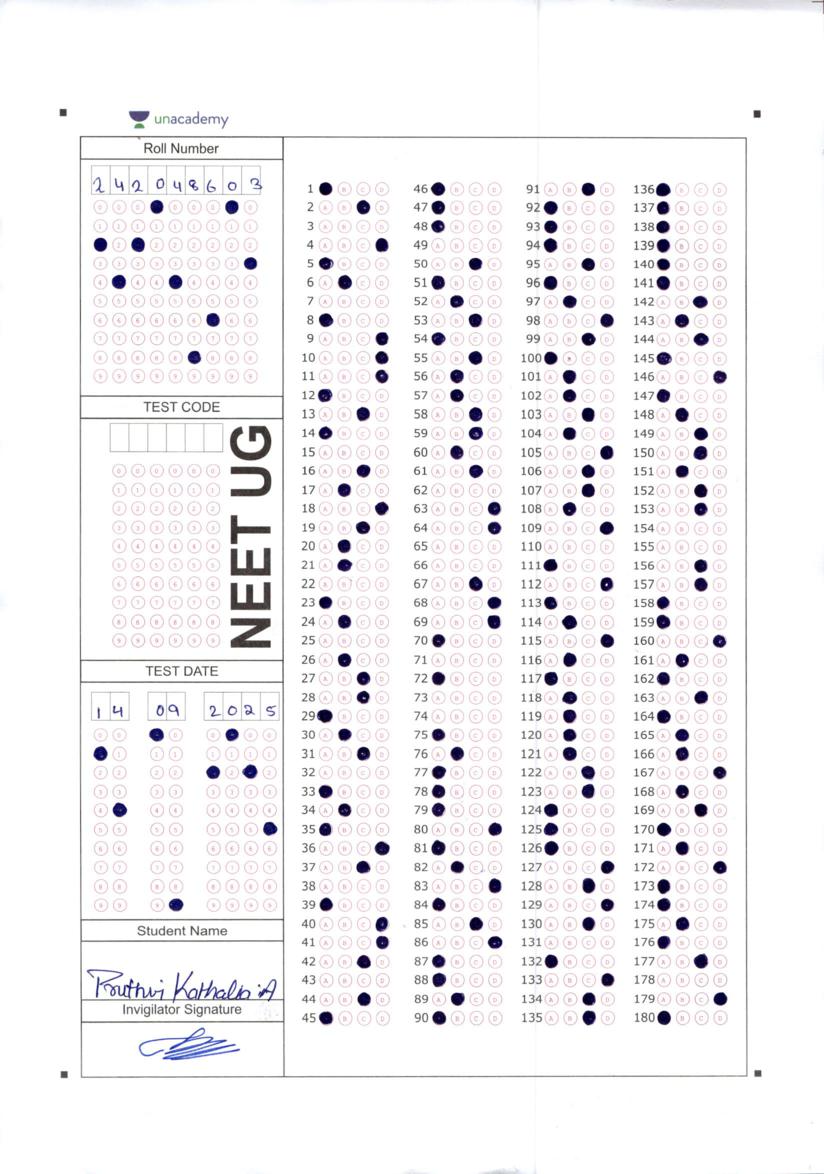 unacademy
Roll Number
2 4 2 0 4 8 6 0 3
TEST CODE
NEET UG
TEST DATE
1 4 0 9 2 0 2 5
Student Name
Pruthvi Kathalia A
Invigilator Signature
1 B C D
2 A B D
3 A B C D
4 A B C
5 B C D
6 A C D
7 A B C D
8 B C D
9 A B C
10 A B C
11 A B C
12 B C D
13 A B D
14 B C D
15 A B C D
16 A B D
17 A C D
18 A B C
19 A B D
20 A C D
21 A C D
22 A B C D
23 B C D
24 A C D
25 A B C D
26 A C D
27 A B D
28 A B D
29 B C D
30 A C D
31 A B D
32 A B C D
33 B C D
34 A C D
35 B C D
36 A B C
37 A B D
38 A B C D
39 B C D
40 A B C
41 A B C
42 A B D
43 A B C D
44 A B D
45 B C D
46 B C D
47 B C D
48 B C D
49 A B C D
50 A B D
51 B C D
52 A C D
53 A B D
54 B C D
55 A B D
56 A C D
57 A C D
58 A B D
59 A B D
60 A C D
61 A B D
62 A B C D
63 A B C
64 A B C
65 A B C D
66 A B C D
67 A B D
68 A B C
69 A B C
70 B C D
71 A B C D
72 B C D
73 A B C D
74 A B C D
75 B C D
76 A C D
77 B C D
78 B C D
79 B C D
80 A B C
81 B C D
82 A C D
83 A B C
84 B C D
85 A B D
86 A B C
87 B C D
88 B C D
89 A C D
90 B C D
91 A B D
92 B C D
93 B C D
94 B C D
95 A B D
96 B C D
97 A C D
98 A B C
99 A B D
100 C D
101 A C D
102 A C D
103 A B D
104 A C D
105 A B C
106 A B D
107 A B D
108 A C D
109 A B C
110 A B C D
111 B C D
112 A B C
113 B C D
114 A C D
115 A B C
116 A C D
117 B C D
118 A C D
119 A C D
120 A C D
121 A C D
122 A B D
123 A B D
124 B C D
125 B C D
126 B C D
127 A B C
128 A B D
129 A B C
130 A B D
131 A B C D
132 B C D
133 A B C
134 A B D
135 A B D
136 B C D
137 B C D
138 B C D
139 B C D
140 B C D
141 B C D
142 A B D
143 A C D
144 A B D
145 B C D
146 A B C
147 B C D
148 A C D
149 A B D
150 A B D
151 A C D
152 A B D
153 A B D
154 A B C D
155 A B C D
156 A B D
157 A B D
158 B C D
159 B C D
160 A B C
161 A C D
162 B C D
163 A B D
164 B C D
165 A C D
166 A C D
167 A B C
168 A C D
169 A B D
170 B C D
171 A C D
172 A B C
173 B C D
174 B C D
175 A C D
176 B C D
177 A B D
178 A B C D
179 A B C
180 B C D